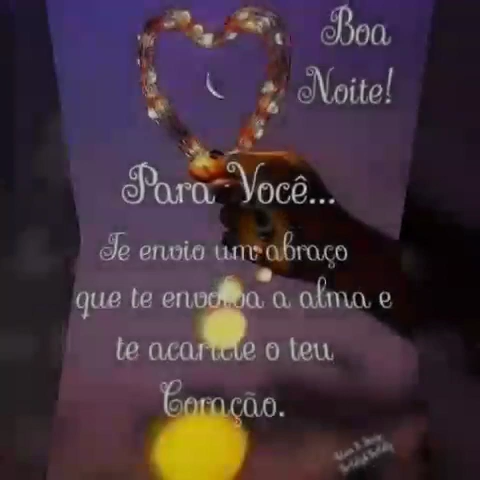 Boa
Noite!
Para Você...
Te envio um abraço
que te envolva a alma e
te acaricie o teu
Coração.